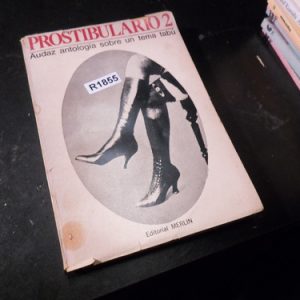 PROSTIBULARIO 2
Audaz antología sobre un tema tabú
R1855
Editorial MERLIN